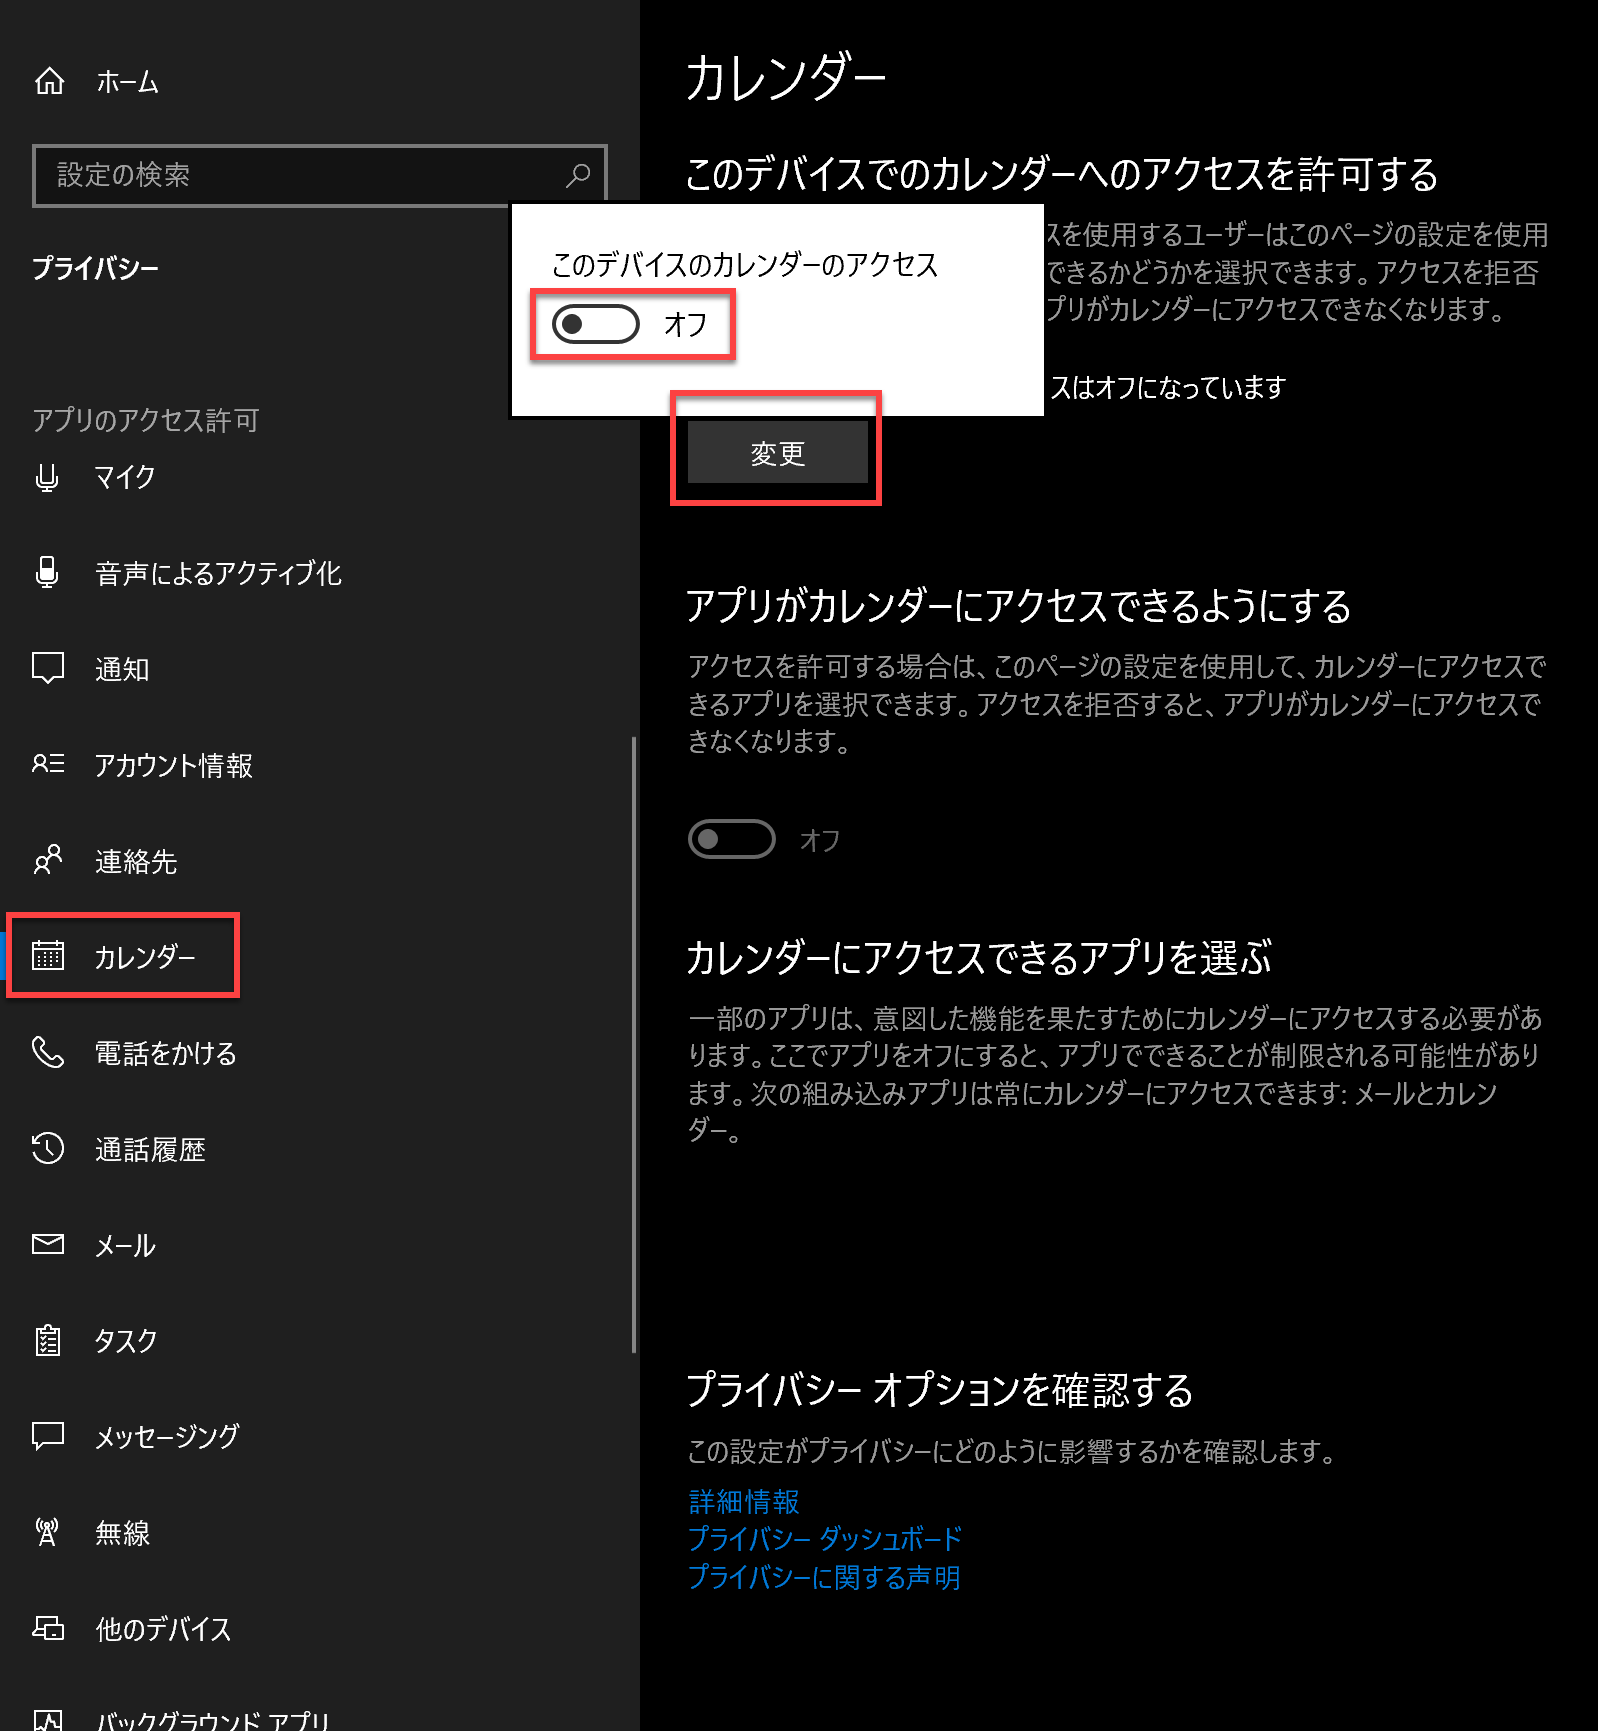 ホーム
設定の検索
プライバシー
アプリのアクセス許可
マイク
音声によるアクティブ化
通知
アカウント情報
連絡先
カレンダー
電話をかける
通話履歴
メール
タスク
メッセージング
無線
他のデバイス
バックグラウンド アプリ
カレンダー
このデバイスでのカレンダーへのアクセスを許可する
スを使用するユーザーはこのページの設定を使用
できるかどうかを選択できます。アクセスを拒否
プリがカレンダーにアクセスできなくなります。
このデバイスのカレンダーのアクセス
オフ
スはオフになっています
変更
アプリがカレンダーにアクセスできるようにする
アクセスを許可する場合は、このページの設定を使用して、カレンダーにアクセスで
きるアプリを選択できます。アクセスを拒否すると、アプリがカレンダーにアクセスで
きなくなります。
オフ
カレンダーにアクセスできるアプリを選ぶ
一部のアプリは、意図した機能を果たすためにカレンダーにアクセスする必要があ
ります。ここでアプリをオフにすると、アプリでできることが制限される可能性があり
ます。次の組み込みアプリは常にカレンダーにアクセスできます: メールとカレン
ダー。
プライバシー オプションを確認する
この設定がプライバシーにどのように影響するかを確認します。
詳細情報
プライバシー ダッシュボード
プライバシーに関する声明